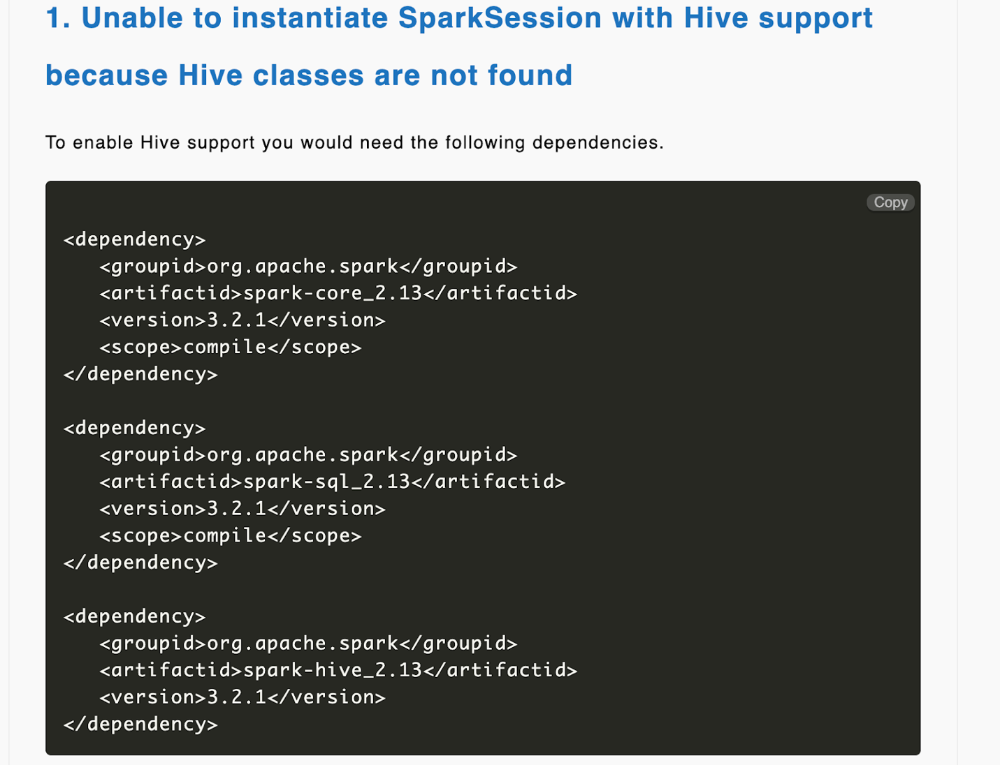 1. Unable to instantiate SparkSession with Hive support
because Hive classes are not found
To enable Hive support you would need the following dependencies.
Copy
<dependency>
<groupid>org.apache.spark</groupid>
<artifactid>spark-core_2.13</artifactid>
<version>3.2.1</version>
<scope>compile</scope>
</dependency>
<dependency>
<groupid>org.apache.spark</groupid>
<artifactid>spark-sql_2.13</artifactid>
<version>3.2.1</version>
<scope>compile</scope>
</dependency>
<dependency>
<groupid>org.apache.spark</groupid>
<artifactid>spark-hive_2.13</artifactid>
<version>3.2.1</version>
</dependency>